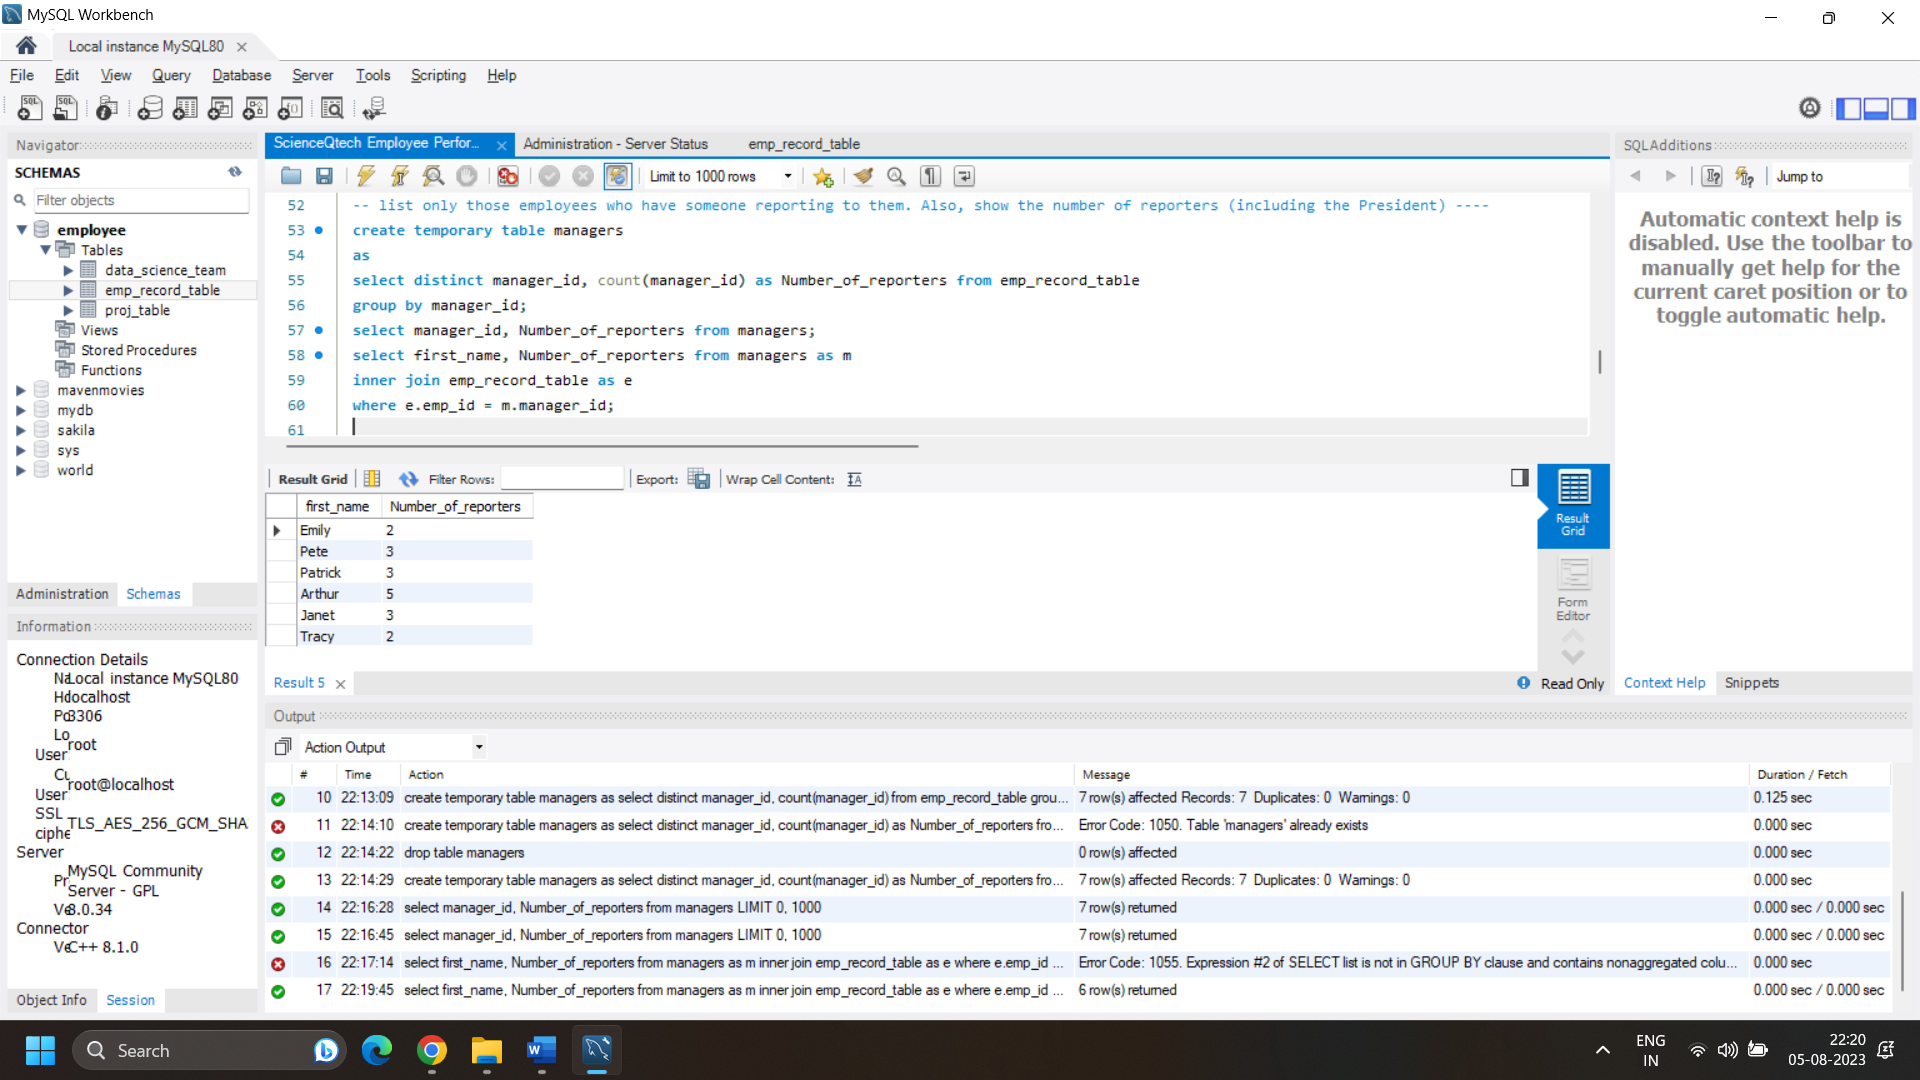 MySQL Workbench
Local instance MySQL80
File Edit View Query Database Server Tools Scripting Help
Navigator
SCHEMAS
Filter objects
employee
Tables
data_science_team
emp_record_table
proj_table
Views
Stored Procedures
Functions
mavenmovies
mydb
sakila
sys
world
Administration Schemas
Information
Connection Details
Local instance MySQL80
localhost
3306
root
User
root@localhost
User
SSL
TLS_AES_256_GCM_SHA
Server
MySQL Community
Server - GPL
8.0.34
Connector
C++ 8.1.0
Object Info Session
ScienceQtech Employee Perfor... Administration - Server Status emp_record_table
Limit to 1000 rows
52 -- list only those employees who have someone reporting to them. Also, show the number of reporters (including the President) ----
53 create temporary table managers
54 as
55 select distinct manager_id, count(manager_id) as Number_of_reporters from emp_record_table
56 group by manager_id;
57 select manager_id, Number_of_reporters from managers;
58 select first_name, Number_of_reporters from managers as m
59 inner join emp_record_table as e
60 where e.emp_id = m.manager_id;
61
Result Grid Filter Rows: Export: Wrap Cell Content:
first_name Number_of_reporters
Emily 2
Pete 3
Patrick 3
Arthur 5
Janet 3
Tracy 2
Result
Grid
Form
Editor
Result 5 Read Only
SQLAdditions
Jump to
Automatic context help is
disabled. Use the toolbar to
manually get help for the
current caret position or to
toggle automatic help.
Context Help Snippets
Output
Action Output
# Time Action Message Duration / Fetch
10 22:13:09 create temporary table managers as select distinct manager_id, count(manager_id) from emp_record_table grou... 7 row(s) affected Records: 7 Duplicates: 0 Warnings: 0 0.125 sec
11 22:14:10 create temporary table managers as select distinct manager_id, count(manager_id) as Number_of_reporters fro... Error Code: 1050. Table 'managers' already exists 0.000 sec
12 22:14:22 drop table managers 0 row(s) affected 0.000 sec
13 22:14:29 create temporary table managers as select distinct manager_id, count(manager_id) as Number_of_reporters fro... 7 row(s) affected Records: 7 Duplicates: 0 Warnings: 0 0.000 sec
14 22:16:28 select manager_id, Number_of_reporters from managers LIMIT 0, 1000 7 row(s) returned 0.000 sec / 0.000 sec
15 22:16:45 select manager_id, Number_of_reporters from managers LIMIT 0, 1000 7 row(s) returned 0.000 sec / 0.000 sec
16 22:17:14 select first_name, Number_of_reporters from managers as m inner join emp_record_table as e where e.emp_id ... Error Code: 1055. Expression #2 of SELECT list is not in GROUP BY clause and contains nonaggregated colu... 0.000 sec
17 22:19:45 select first_name, Number_of_reporters from managers as m inner join emp_record_table as e where e.emp_id ... 6 row(s) returned 0.000 sec / 0.000 sec
Search
ENG
IN
22:20
05-08-2023